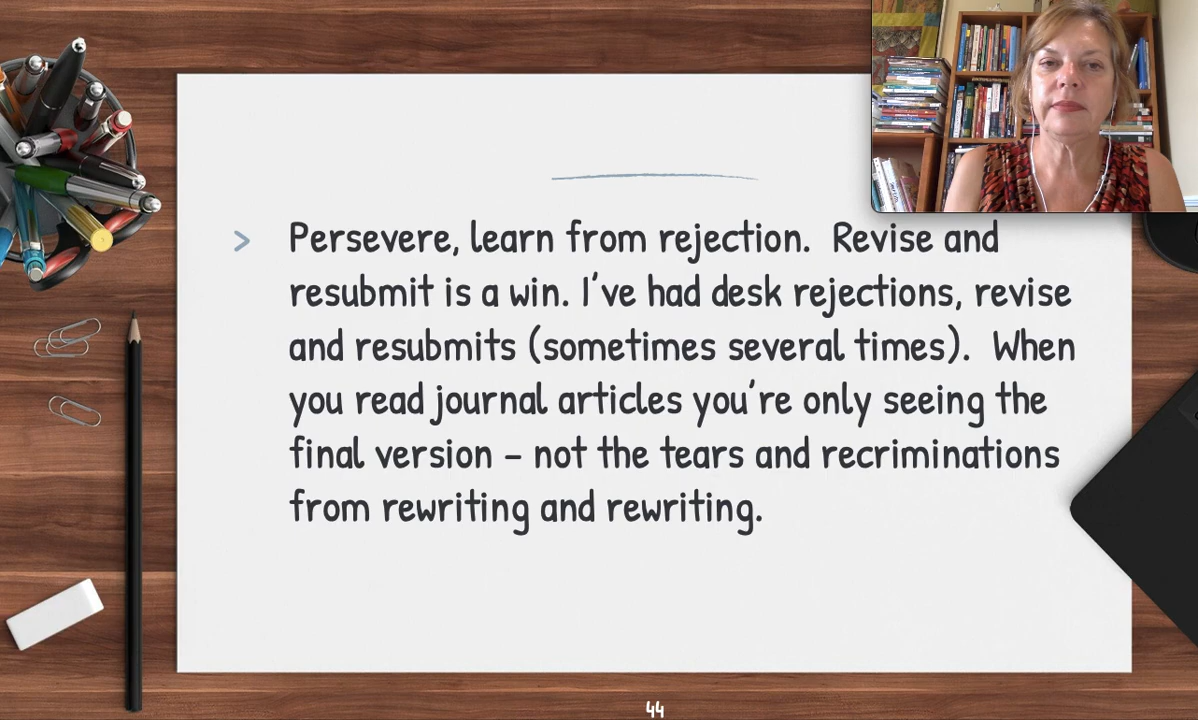 > Persevere, learn from rejection.  Revise and
resubmit is a win. I've had desk rejections, revise
and resubmits (sometimes several times).  When
you read journal articles you're only seeing the
final version – not the tears and recriminations
from rewriting and rewriting.
44